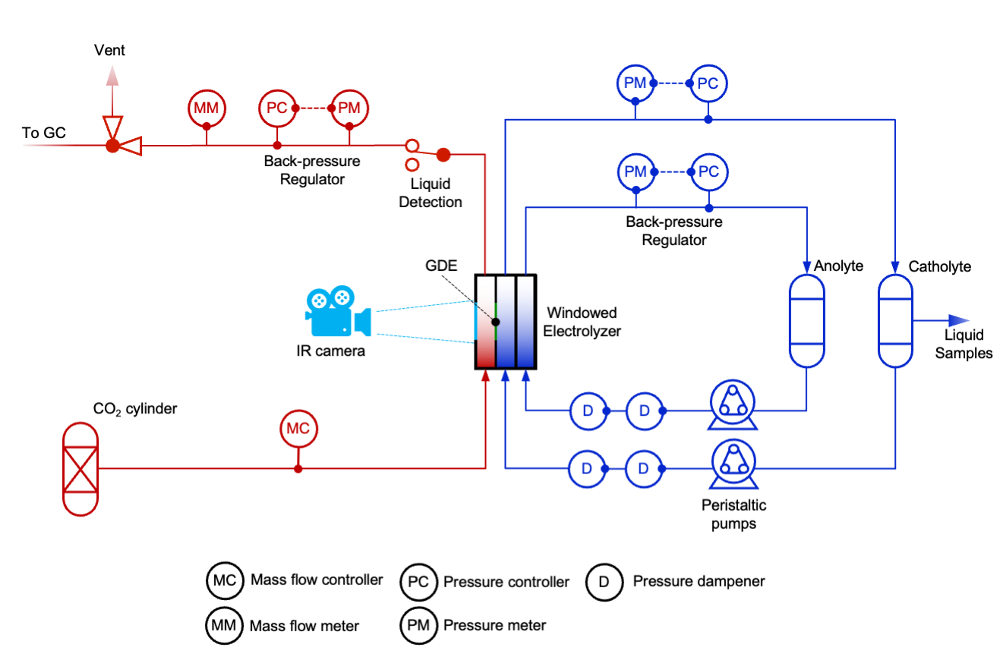 Vent
To GC
MM
PC
PM
Back-pressure
Regulator
Liquid
Detection
PM
PC
PM
PC
Back-pressure
Regulator
GDE
IR camera
Windowed
Electrolyzer
Anolyte
Catholyte
Liquid
Samples
CO₂ cylinder
MC
D
D
D
D
Peristaltic
pumps
MC Mass flow controller
PC Pressure controller
D Pressure dampener
MM Mass flow meter
PM Pressure meter